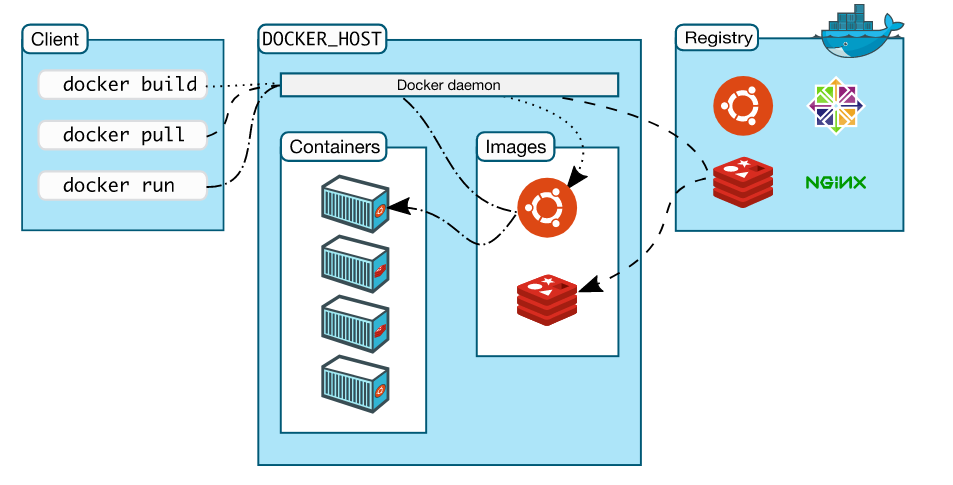 Client
docker build
docker pull
docker run
DOCKER_HOST
Docker daemon
Containers
Images
Registry
NGINX